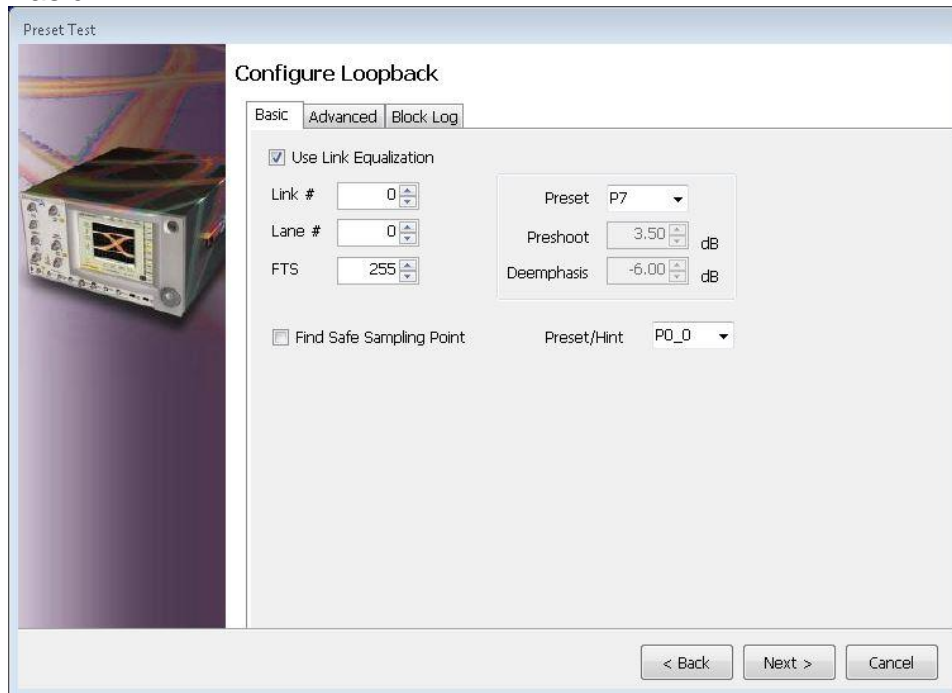 Preset Test
Configure Loopback
Basic Advanced Block Log
Use Link Equalization
Link # 0
Lane # 0
FTS 255
Preset P7
Preshoot 3.50 dB
Deemphasis -6.00 dB
Find Safe Sampling Point
Preset/Hint P0_0
< Back Next > Cancel